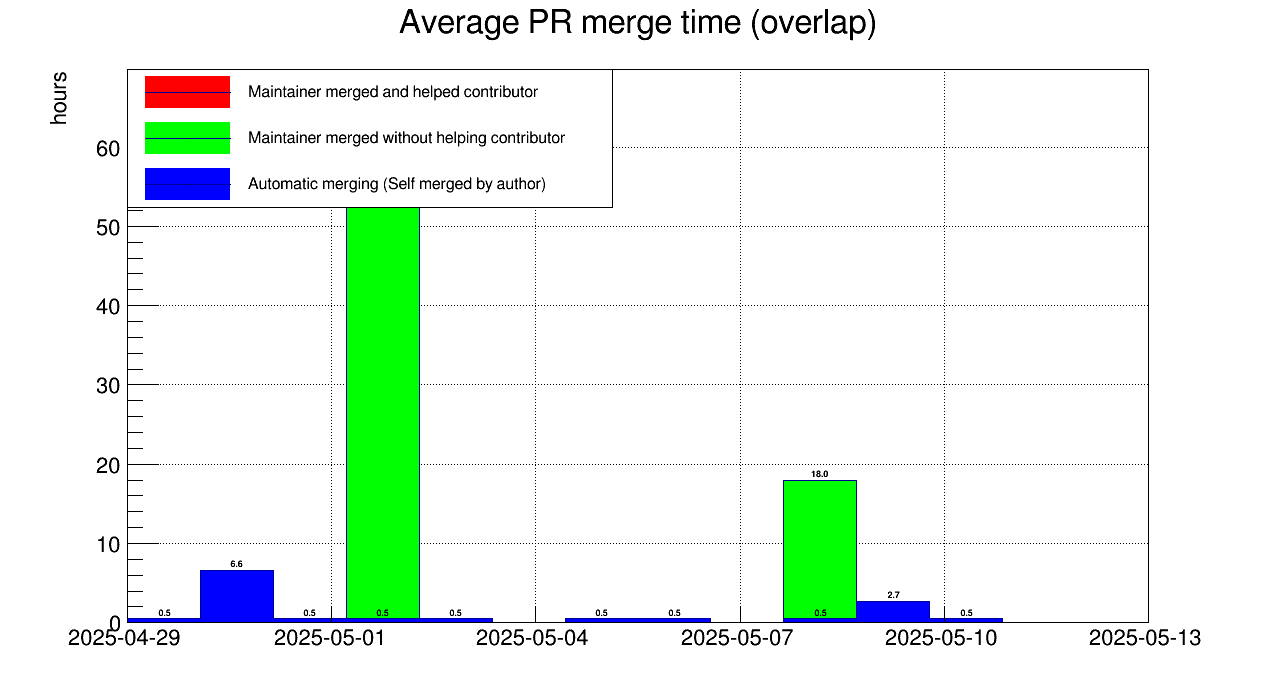 Average PR merge time (overlap)
hours
Maintainer merged and helped contributor
Maintainer merged without helping contributor
Automatic merging (Self merged by author)
60
50
40
30
20
10
0
18.0
6.6
2.7
0.5 0.5 0.5 0.5 0.5 0.5 0.5 0.5
2025-04-29 2025-05-01 2025-05-04 2025-05-07 2025-05-10 2025-05-13